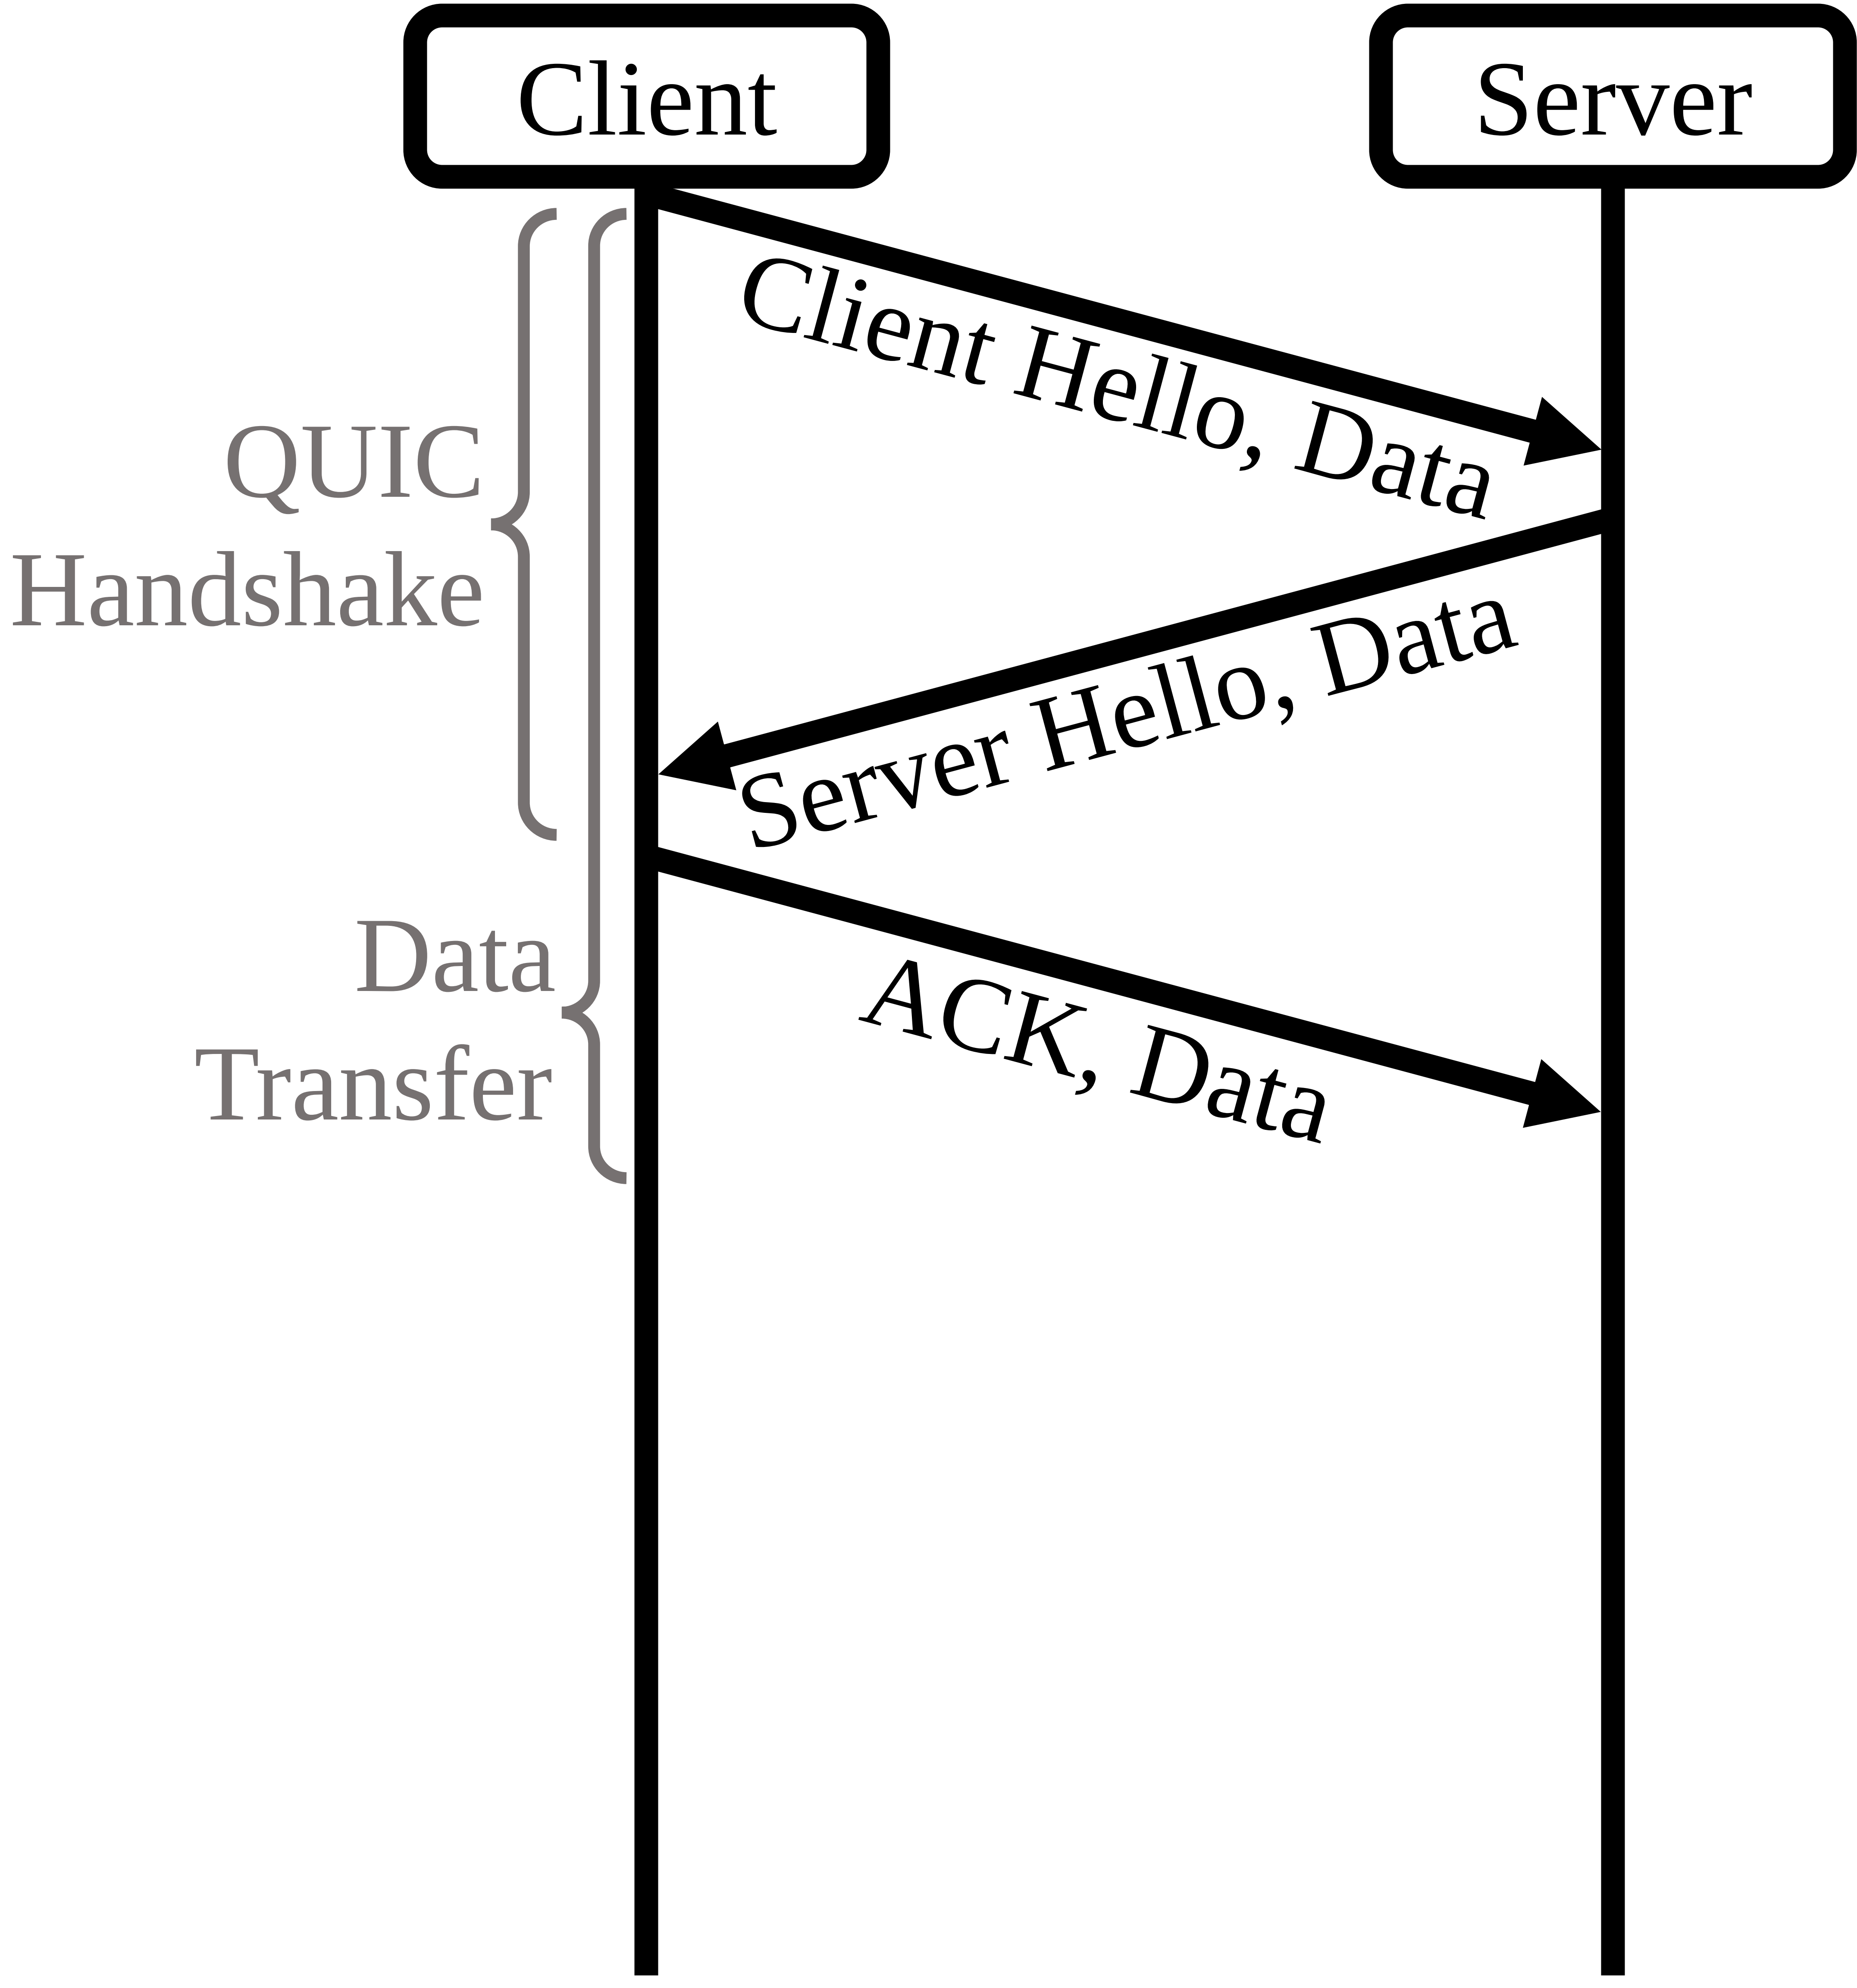 Client
Server
Client Hello, Data
QUIC
Handshake
Server Hello, Data
Data
Transfer
ACK, Data